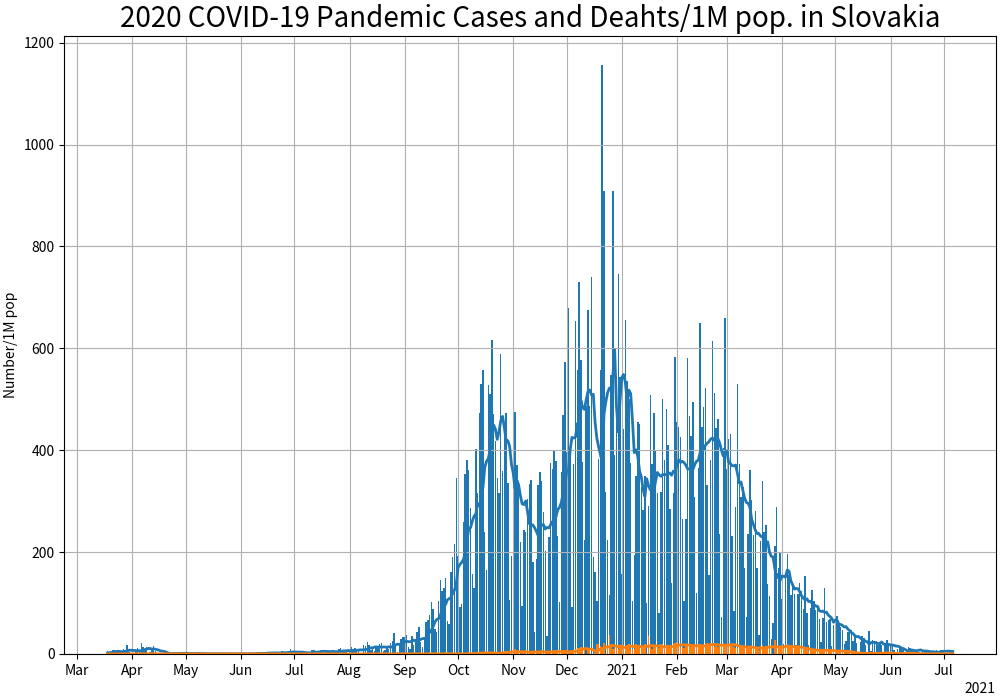 2020 COVID-19 Pandemic Cases and Deahts/1M pop. in Slovakia
Number/1M pop
1200
1000
800
600
400
200
0
Mar Apr May Jun Jul Aug Sep Oct Nov Dec 2021 Feb Mar Apr May Jun Jul
2021